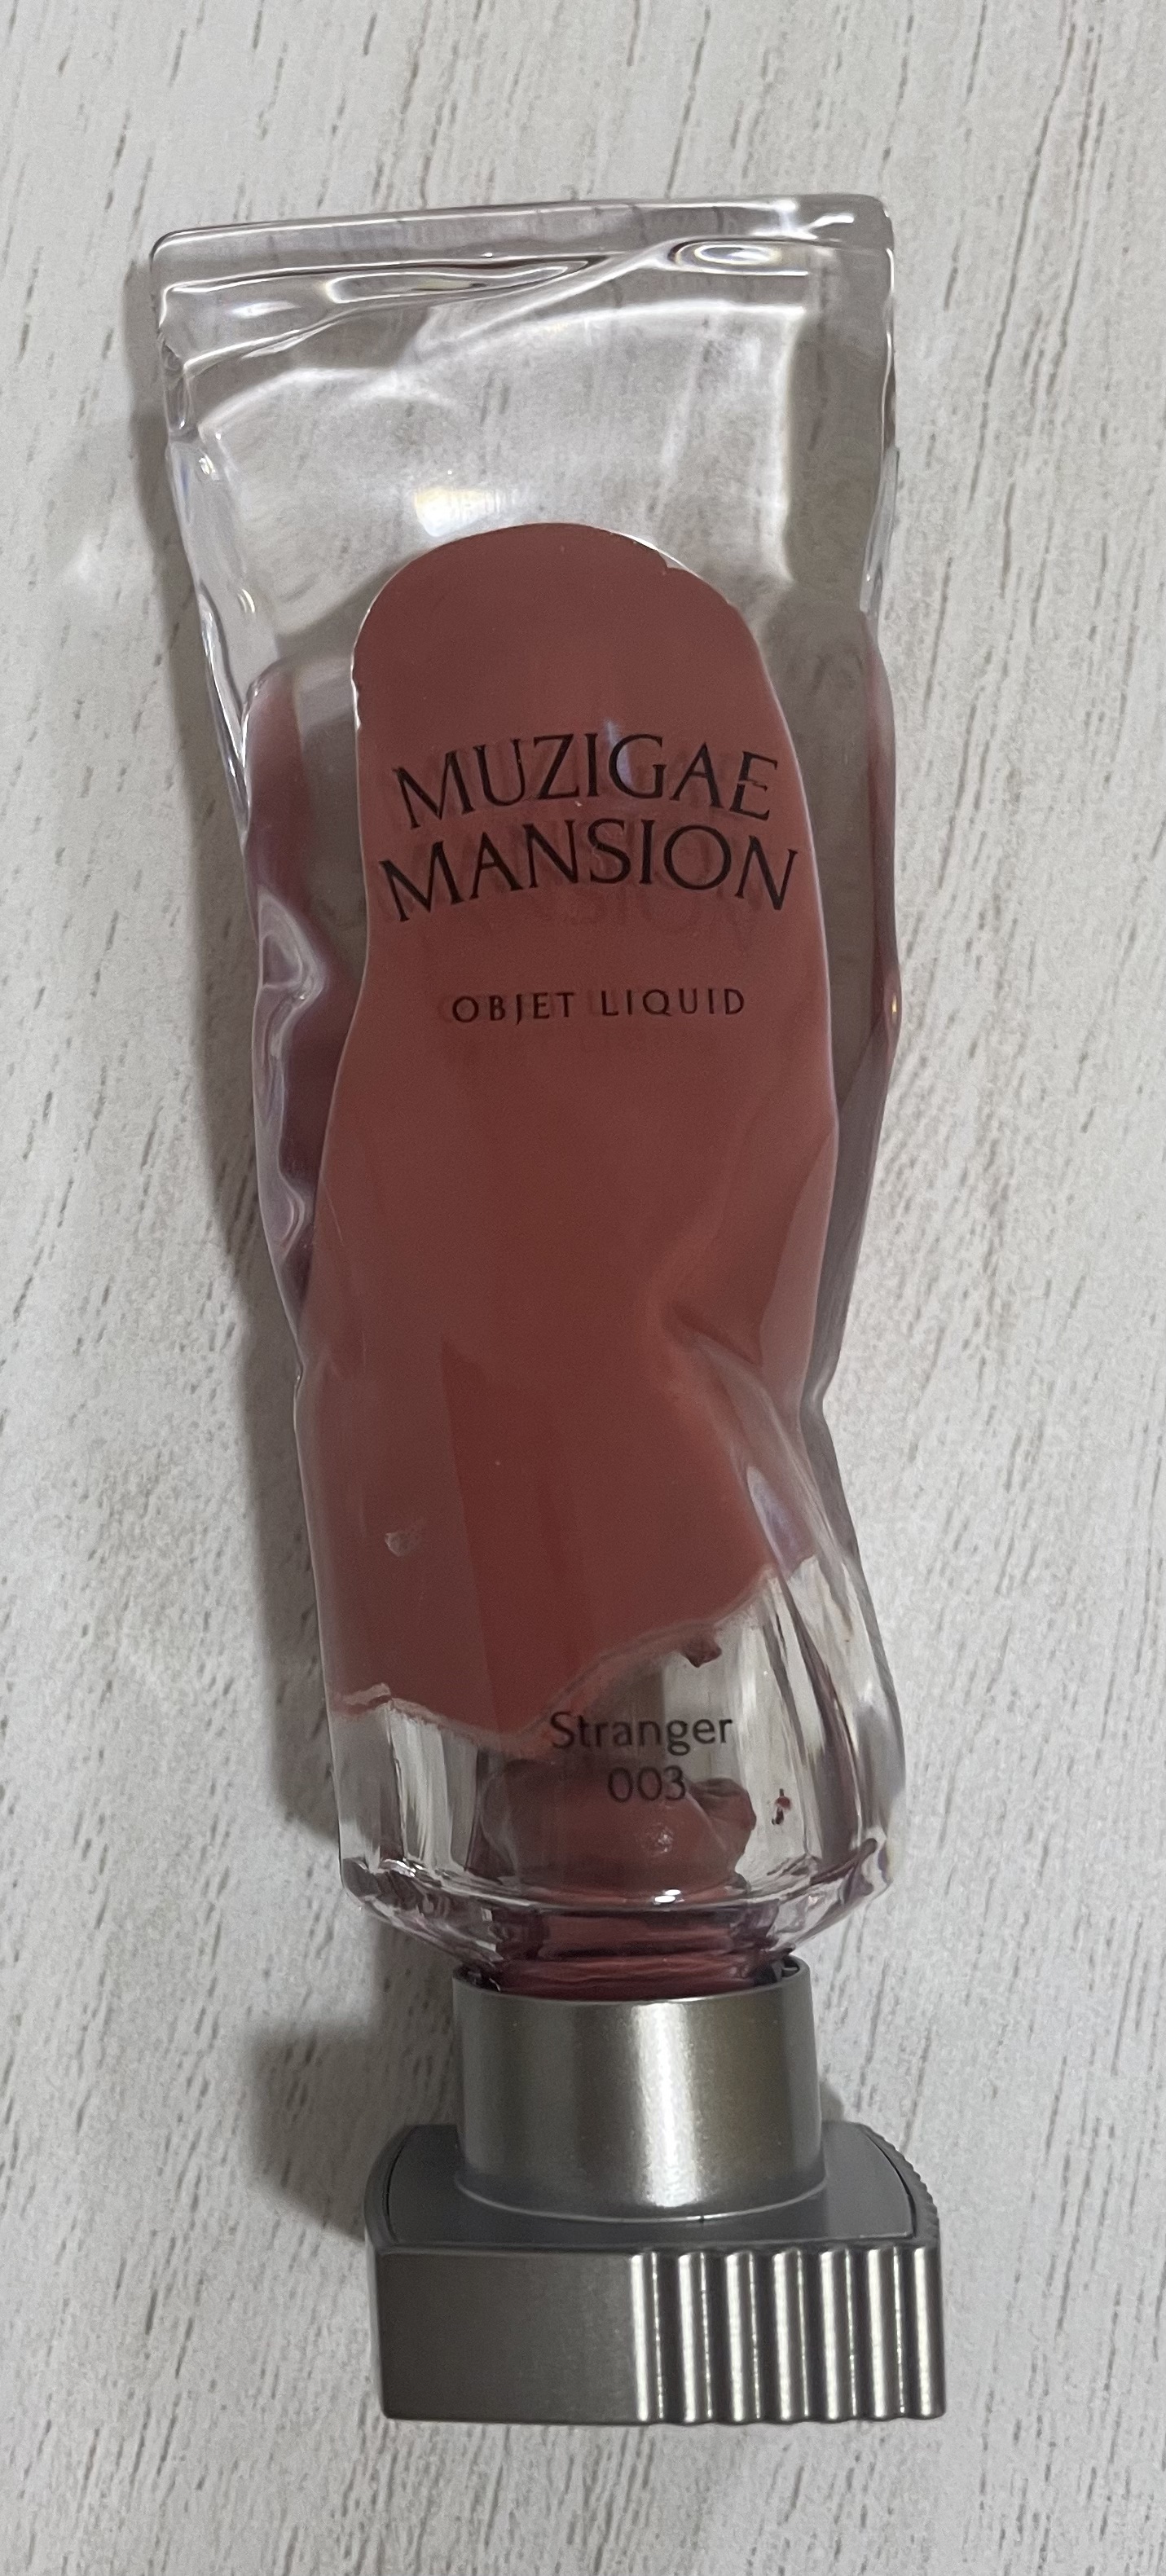 MUZIGAE
MANSION
OBJET LIQUID
Stranger
003